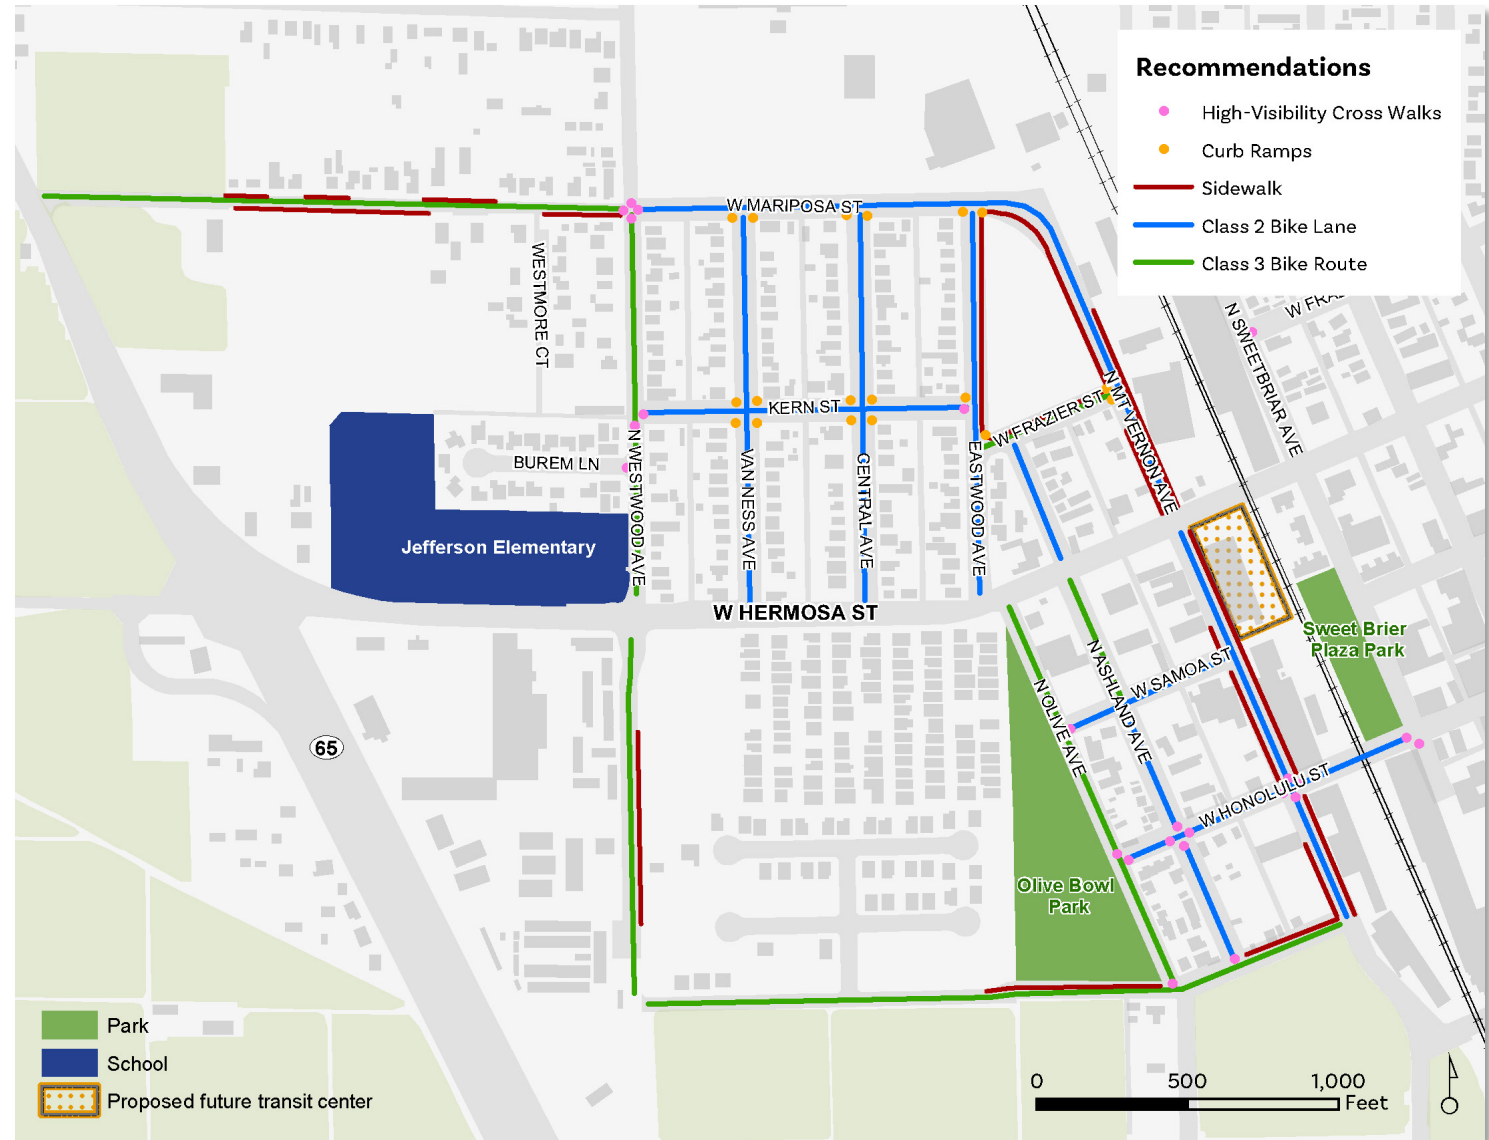 Recommendations
High-Visibility Cross Walks
Curb Ramps
Sidewalk
Class 2 Bike Lane
Class 3 Bike Route
W MARIPOSA ST
WESTMORE CT
W FRA
N SWEETBRIAR AVE
KERN ST
W FRAZIER ST
N MT VERNON AVE
BUREM LN
N WESTWOOD AVE
VAN NESS AVE
CENTRAL AVE
EASTWOOD AVE
Jefferson Elementary
W HERMOSA ST
Sweet Brier
Plaza Park
N OLIVE AVE
N ASHLAND AVE
W SAMOA ST
65
W HONOLULU ST
Olive Bowl
Park
Park
School
Proposed future transit center
0 500 1,000
Feet